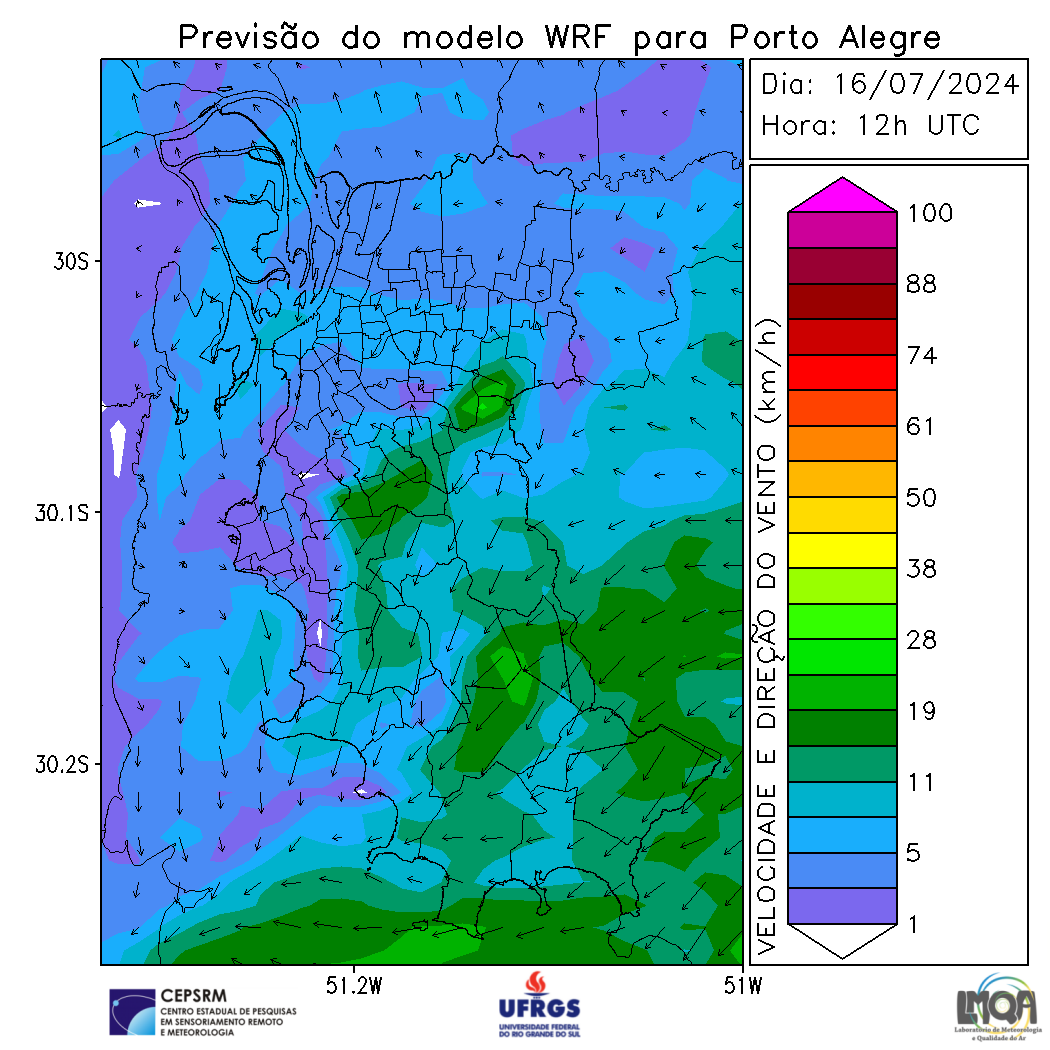 Previsão do modelo WRF para Porto Alegre
Dia: 16/07/2024
Hora: 12h UTC
30S
30.1S
30.2S
51.2W
51W
VELOCIDADE E DIREÇÃO DO VENTO (km/h)
100
88
74
61
50
38
28
19
11
5
1
CEPSRM
CENTRO ESTADUAL DE PESQUISAS
EM SENSORIAMENTO REMOTO
E METEOROLOGIA
UFRGS
UNIVERSIDADE FEDERAL
DO RIO GRANDE DO SUL
LMQA
Laboratório de Meteorologia
e Qualidade do Ar